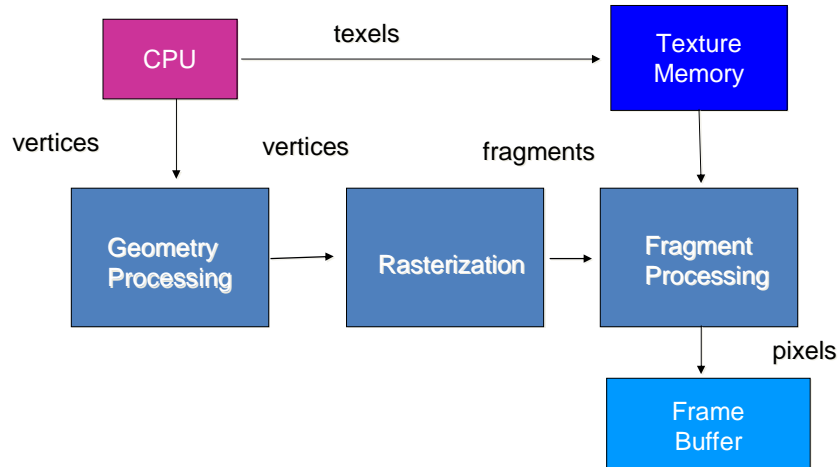 texels
CPU
Texture
Memory
vertices
vertices
fragments
Geometry
Processing
Rasterization
Fragment
Processing
pixels
Frame
Buffer